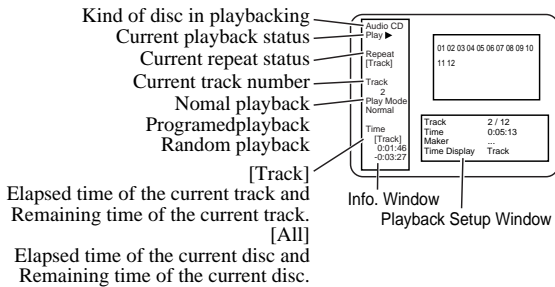 Kind of disc in playbacking
Current playback status
Current repeat status
Current track number
Nomal playback
Programedplayback
Random playback
[Track]
Elapsed time of the current track and
Remaining time of the current track.
[All]
Elapsed time of the current disc and
Remaining time of the current disc.
Audio CD
Play ▶
Repeat
[Track]
Track
2
Play Mode
Normal
Time
[Track]
0:01:46
-0:03:27
01 02 03 04 05 06 07 08 09 10
11 12
Track 2 / 12
Time 0:05:13
Maker ...
Time Display Track
Info. Window
Playback Setup Window